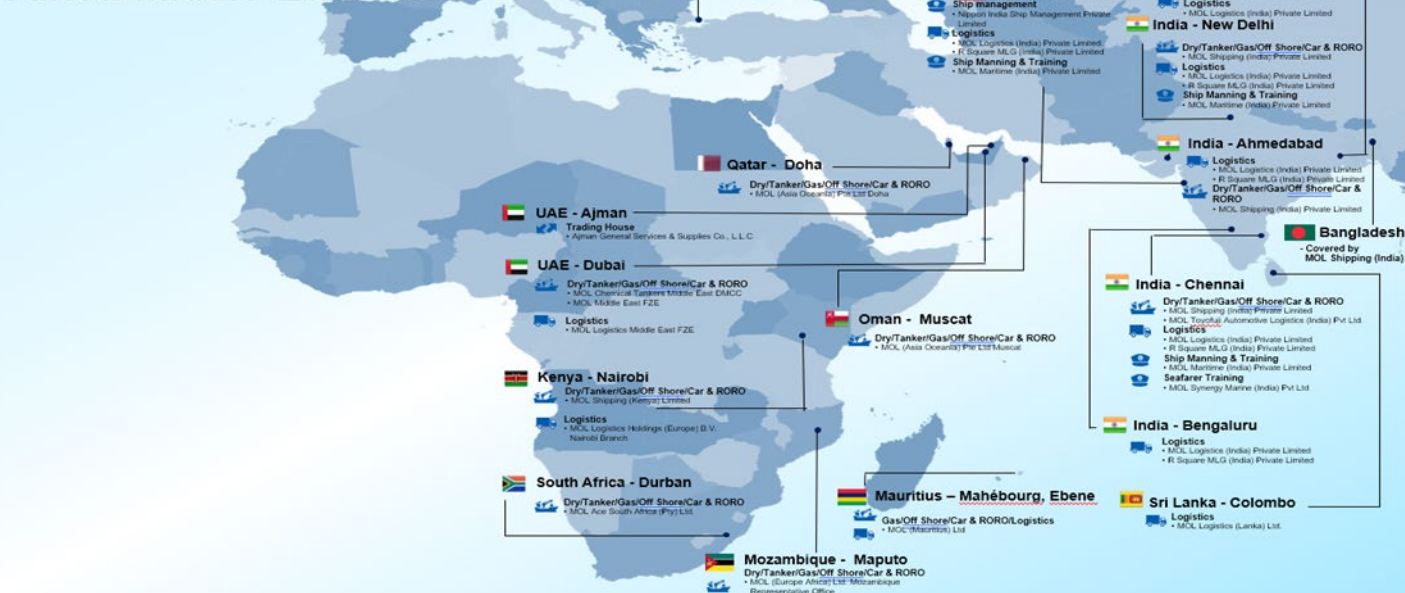 Ship management
• Nippon India Ship Management Private
Limited
Logistics
• MOL Logistics (India) Private Limited
• R Square MLG (India) Private Limited
Ship Manning & Training
• MOL Maritime (India) Private Limited
Logistics
• MOL Logistics (India) Private Limited
India - New Delhi
Dry/Tanker/Gas/Off Shore/Car & RORO
• MOL Shipping (India) Private Limited
Logistics
• MOL Logistics (India) Private Limited
• R Square MLG (India) Private Limited
Ship Manning & Training
• MOL Maritime (India) Private Limited
India - Ahmedabad
Logistics
• MOL Logistics (India) Private Limited
• R Square MLG (India) Private Limited
Dry/Tanker/Gas/Off Shore/Car &
RORO
• MOL Shipping (India) Private Limited
Qatar - Doha
Dry/Tanker/Gas/Off Shore/Car & RORO
• MOL (Asia Oceania) Pte Ltd Doha
UAE - Ajman
Trading House
• Ajman General Services & Supplies Co., L.L.C
Bangladesh
- Covered by
MOL Shipping (India)
UAE - Dubai
Dry/Tanker/Gas/Off Shore/Car & RORO
• MOL Chemical Tankers Middle East DMCC
• MOL Middle East FZE
Logistics
• MOL Logistics Middle East FZE
India - Chennai
Dry/Tanker/Gas/Off Shore/Car & RORO
• MOL Shipping (India) Private Limited
• MOL Toyofuji Automotive Logistics (India) Pvt Ltd.
Logistics
• MOL Logistics (India) Private Limited
• R Square MLG (India) Private Limited
Ship Manning & Training
• MOL Maritime (India) Private Limited
Seafarer Training
• MOL Synergy Marine (India) Pvt Ltd
Oman - Muscat
Dry/Tanker/Gas/Off Shore/Car & RORO
• MOL (Asia Oceania) Pte Ltd Muscat
Kenya - Nairobi
Dry/Tanker/Gas/Off Shore/Car & RORO
• MOL Shipping (Kenya) Limited
Logistics
• MOL Logistics Holdings (Europe) B.V.
Nairobi Branch
India - Bengaluru
Logistics
• MOL Logistics (India) Private Limited
• R Square MLG (India) Private Limited
South Africa - Durban
Dry/Tanker/Gas/Off Shore/Car & RORO
• MOL Ace South Africa (Pty) Ltd.
Mauritius – Mahébourg, Ebene
Gas/Off Shore/Car & RORO/Logistics
• MOL (Mauritius) Ltd
Sri Lanka - Colombo
Logistics
• MOL Logistics (Lanka) Ltd.
Mozambique - Maputo
Dry/Tanker/Gas/Off Shore/Car & RORO
• MOL (Europe Africa) Ltd. Mozambique
Representative Office